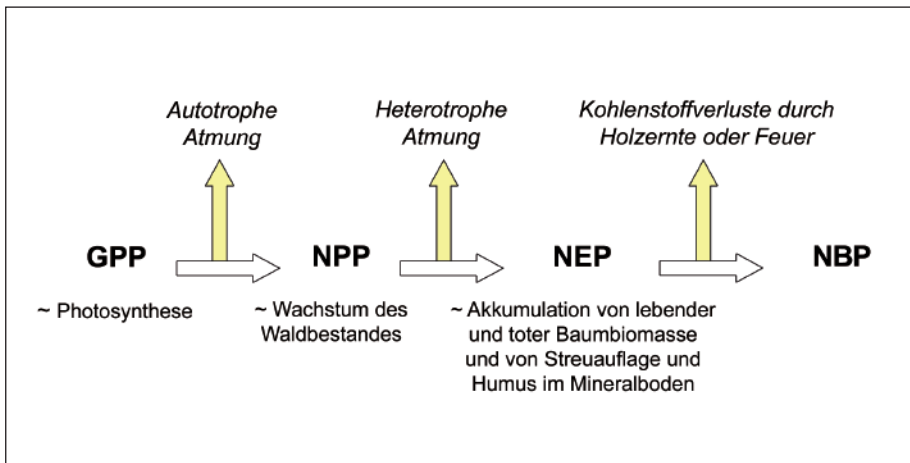 Autotrophe
Atmung
Heterotrophe
Atmung
Kohlenstoffverluste durch
Holzernte oder Feuer
GPP
NPP
NEP
NBP
~ Photosynthese
~ Wachstum des
Waldbestandes
~ Akkumulation von lebender
und toter Baumbiomasse
und von Streuauflage und
Humus im Mineralboden